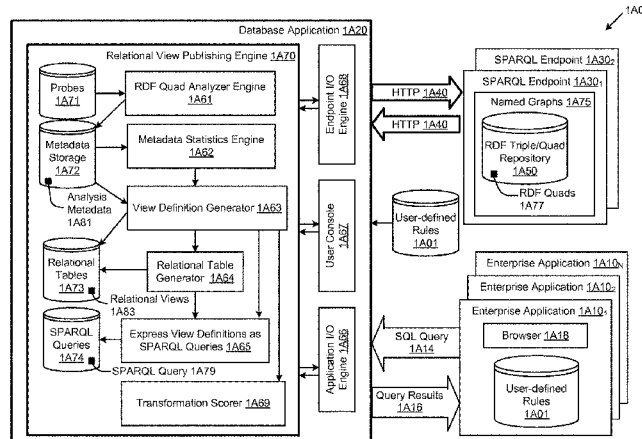 1A00
Database Application 1A20
Relational View Publishing Engine 1A70
Probes
1A71
RDF Quad Analyzer Engine
1A61
Metadata
Storage
1A72
Metadata Statistics Engine
1A62
Analysis
Metadata
1A81
View Definition Generator 1A63
Relational
Tables
1A73
Relational Table
Generator 1A64
Relational Views
1A83
SPARQL
Queries
1A74
Express View Definitions as
SPARQL Queries 1A65
SPARQL Query 1A79
Transformation Scorer 1A69
Endpoint I/O
Engine 1A68
User Console
1A67
Application I/O
Engine 1A66
HTTP 1A40
HTTP 1A40
SPARQL Endpoint 1A30₂
SPARQL Endpoint 1A30₁
Named Graphs 1A75
RDF Triple/Quad
Repository
1A50
RDF Quads
1A77
User-defined
Rules
1A01
Enterprise Application 1A10N
Enterprise Application 1A10₂
Enterprise Application 1A10₁
Browser 1A18
User-defined
Rules
1A01
SQL Query
1A14
Query Results
1A16